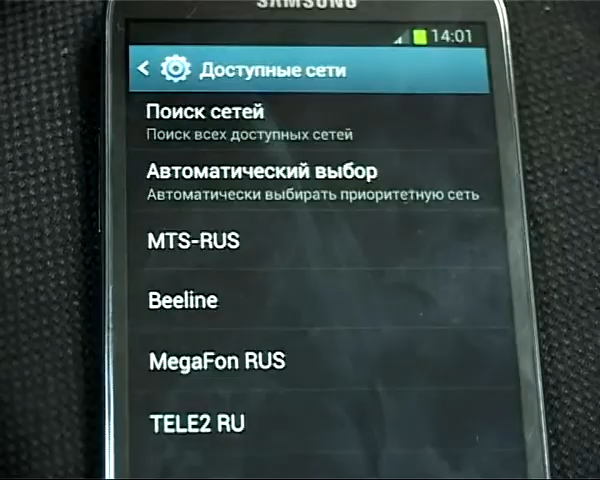 SAMSUNG
14:01
Доступные сети
Поиск сетей
Поиск всех доступных сетей
Автоматический выбор
Автоматически выбирать приоритетную сеть
MTS-RUS
Beeline
MegaFon RUS
TELE2 RU